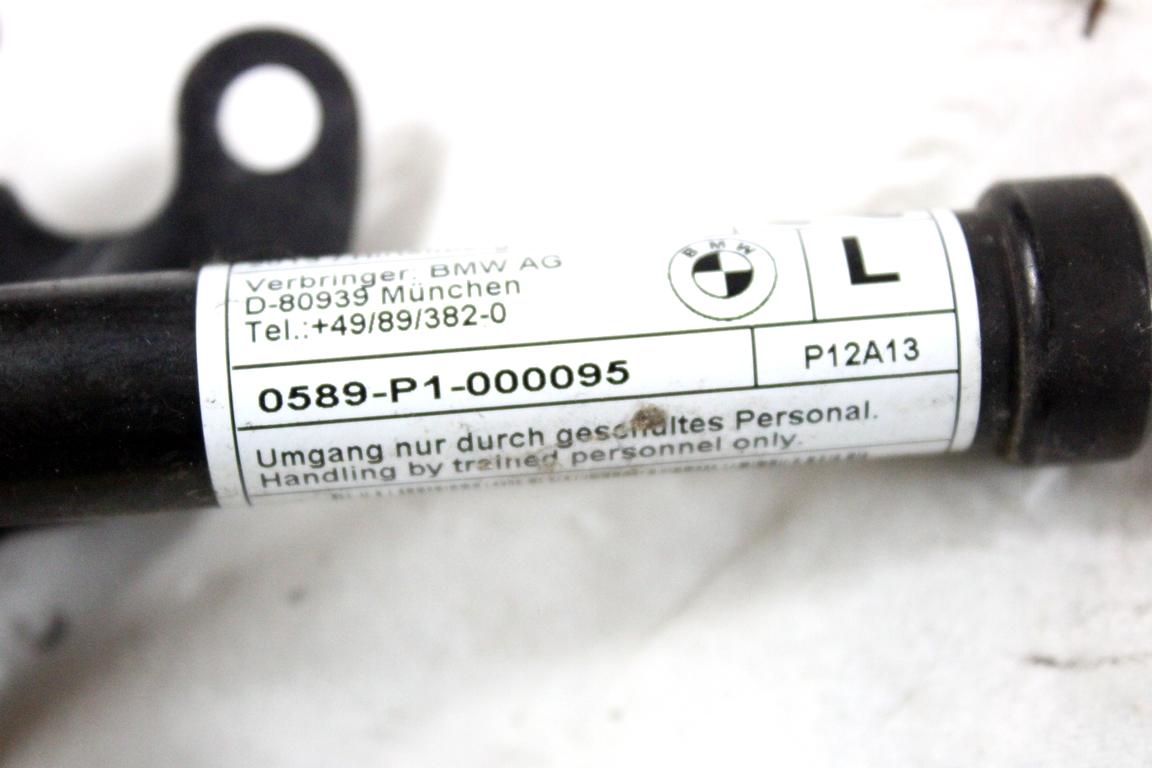 Verbringer: BMW AG
D-80939 München
Tel.:+49/89/382-0
BMW
L
0589-P1-000095
P12A13
Umgang nur durch geschultes Personal.
Handling by trained personnel only.